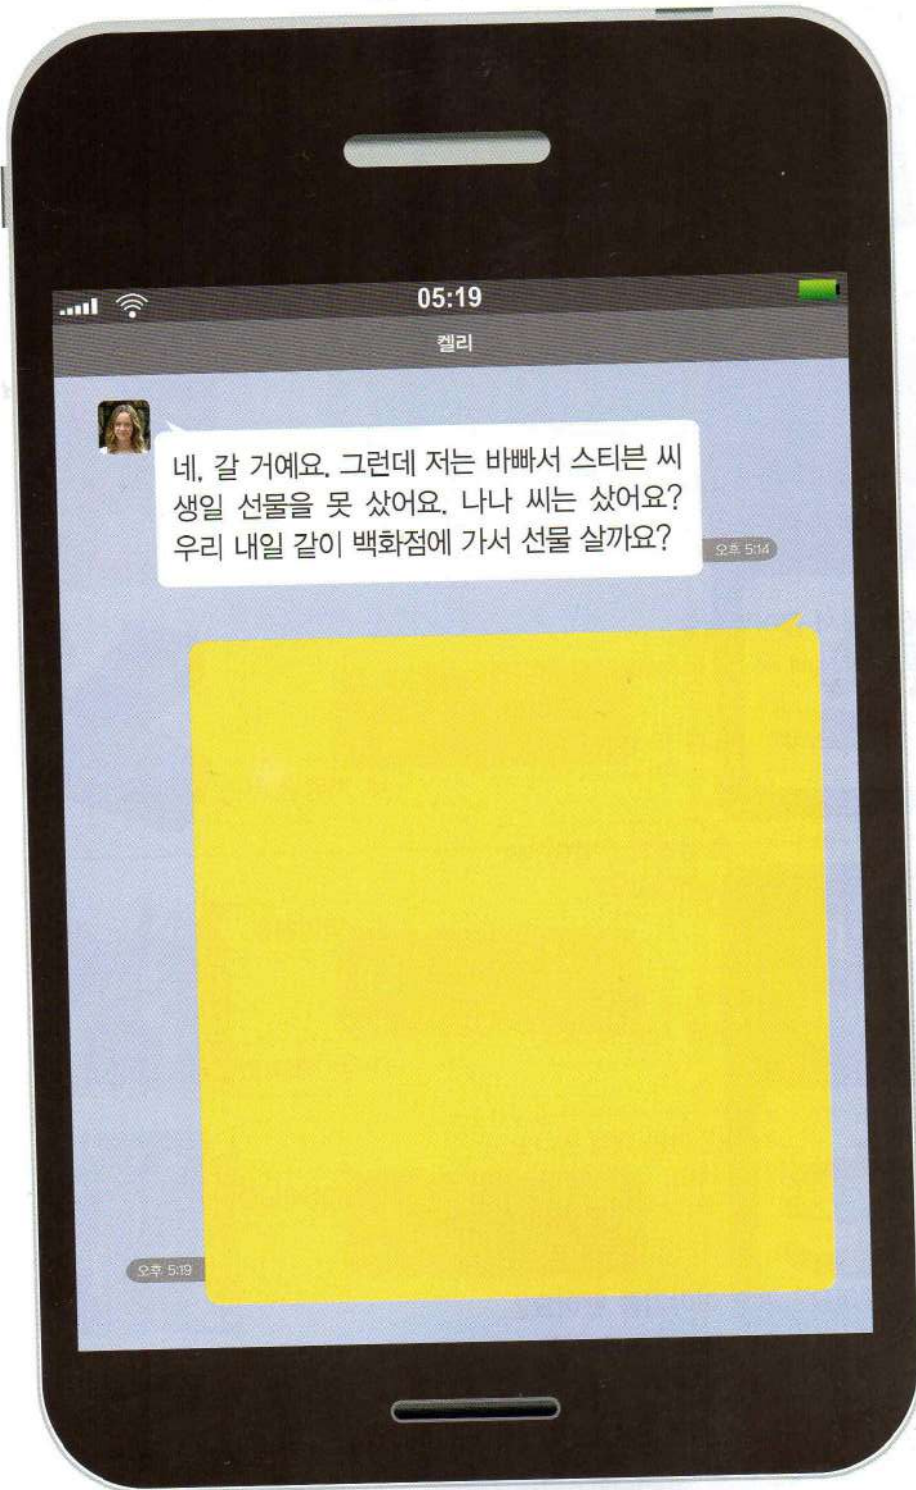 05:19
켈리
네, 갈 거예요. 그런데 저는 바빠서 스티븐 씨
생일 선물을 못 샀어요. 나나 씨는 샀어요?
우리 내일 같이 백화점에 가서 선물 살까요?
오후 5:14
오후 5:19